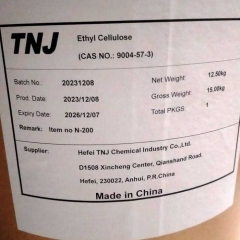 TNJ
Ethyl Cellulose
(CAS NO.: 9004-57-3)
Batch No. 20231208 Net Weight: 12.50kg
Prod. Date: 2023/12/08 Gross Weight: 15.00kg
Expiry Date: 2026/12/07 Total PKGS: 1
Remark: Item no N-200
Supplier: Hefei TNJ Chemical Industry Co.,Ltd.
D1508 Xincheng Center, Qianshand Road
Hefei, 230022, Anhui, P.R.China
Made in China